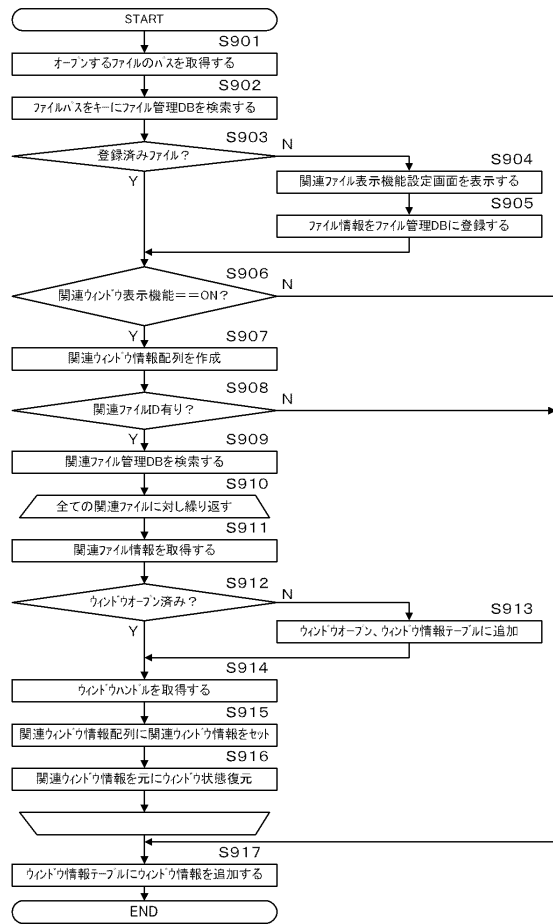 START
S901
オープンするファイルのパスを取得する
S902
ファイルパスをキーにファイル管理DBを検索する
S903
登録済みファイル？
N
Y
S904
関連ファイル表示機能設定画面を表示する
S905
ファイル情報をファイル管理DBに登録する
S906
関連ウィンドウ表示機能==ON？
N
Y
S907
関連ウィンドウ情報配列を作成
S908
関連ファイルID有り？
N
Y
S909
関連ファイル管理DBを検索する
S910
全ての関連ファイルに対し繰り返す
S911
関連ファイル情報を取得する
S912
ウィンドウオープン済み？
N
Y
S913
ウィンドウオープン、ウィンドウ情報テーブルに追加
S914
ウィンドウハンドルを取得する
S915
関連ウィンドウ情報配列に関連ウィンドウ情報をセット
S916
関連ウィンドウ情報を元にウィンドウ状態復元
S917
ウィンドウ情報テーブルにウィンドウ情報を追加する
END